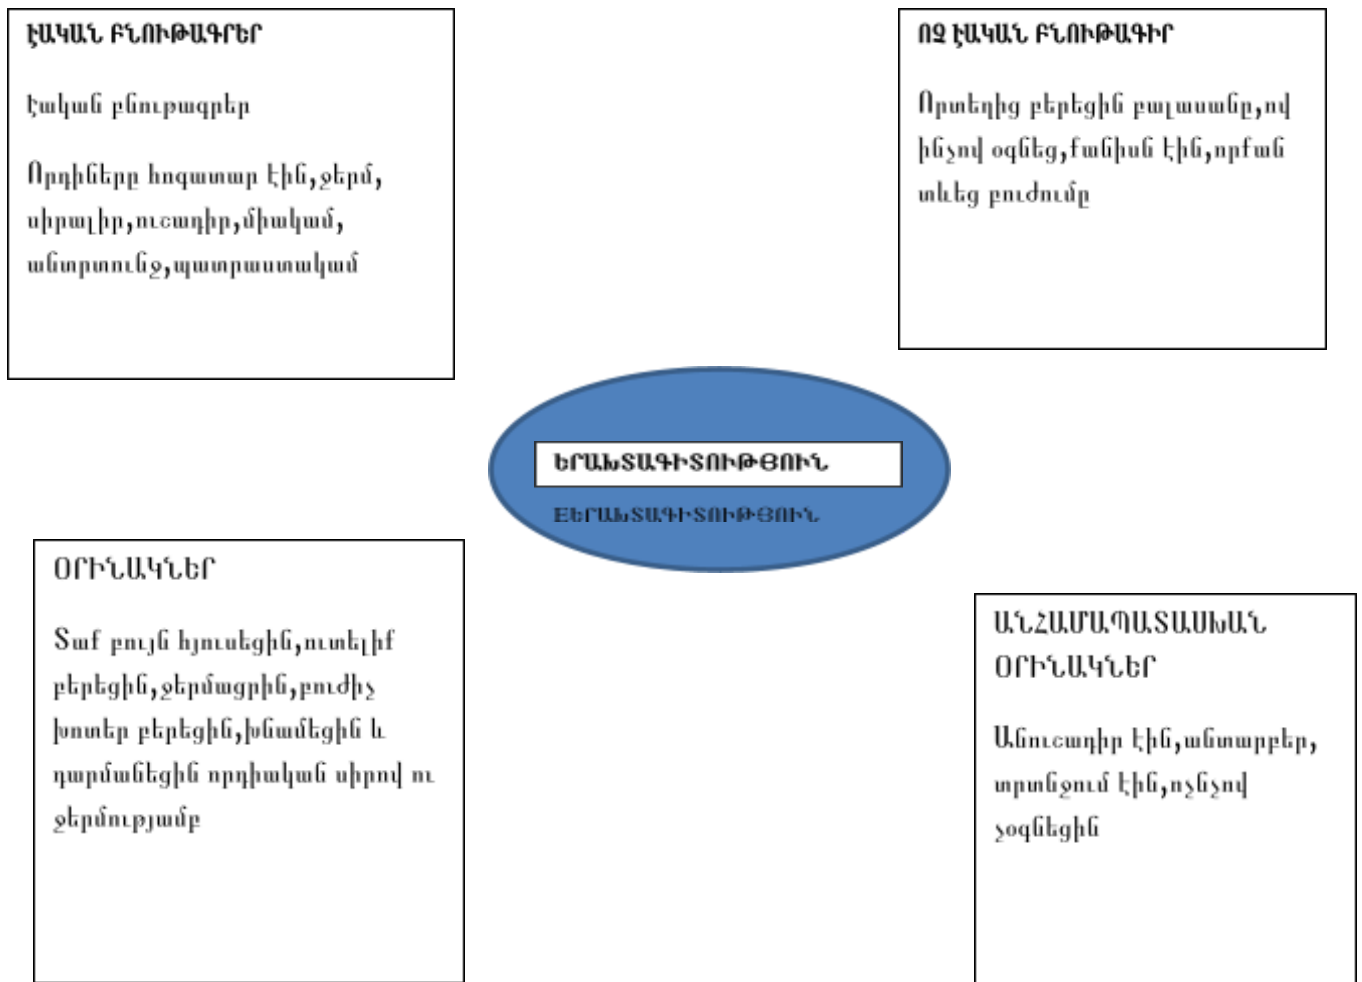 ԷԱԿԱՆ ԲՆՈՒԹԱԳՐԵՐ
Էական բնութագրեր
Որդիները հոգատար էին,ջերմ,
սիրալիր,ուշադիր,միակամ,
անտրտունջ,պատրաստակամ
ՈՉ ԷԱԿԱՆ ԲՆՈՒԹԱԳԻՐ
Որտեղից բերեցին բալասանը,ով
ինչով օգնեց,քանիսն էին,որքան
տևեց բուժումը
ԵՐԱԽՏԱԳԻՏՈՒԹՅՈՒՆ
EԵՐԱԽՏԱԳԻՏՈՒԹՅՈՒՆ
ՕՐԻՆԱԿՆԵՐ
Տաք բույն հյուսեցին,ուտելիք
բերեցին,ջերմացրին,բուժիչ
խոտեր բերեցին,խնամեցին և
դարմանեցին որդիական սիրով ու
ջերմությամբ
ԱՆՀԱՄԱՊԱՏԱՍԽԱՆ
ՕՐԻՆԱԿՆԵՐ
Անուշադիր էին,անտարբեր,
տրտնջում էին,ոչնչով
չօգնեցին